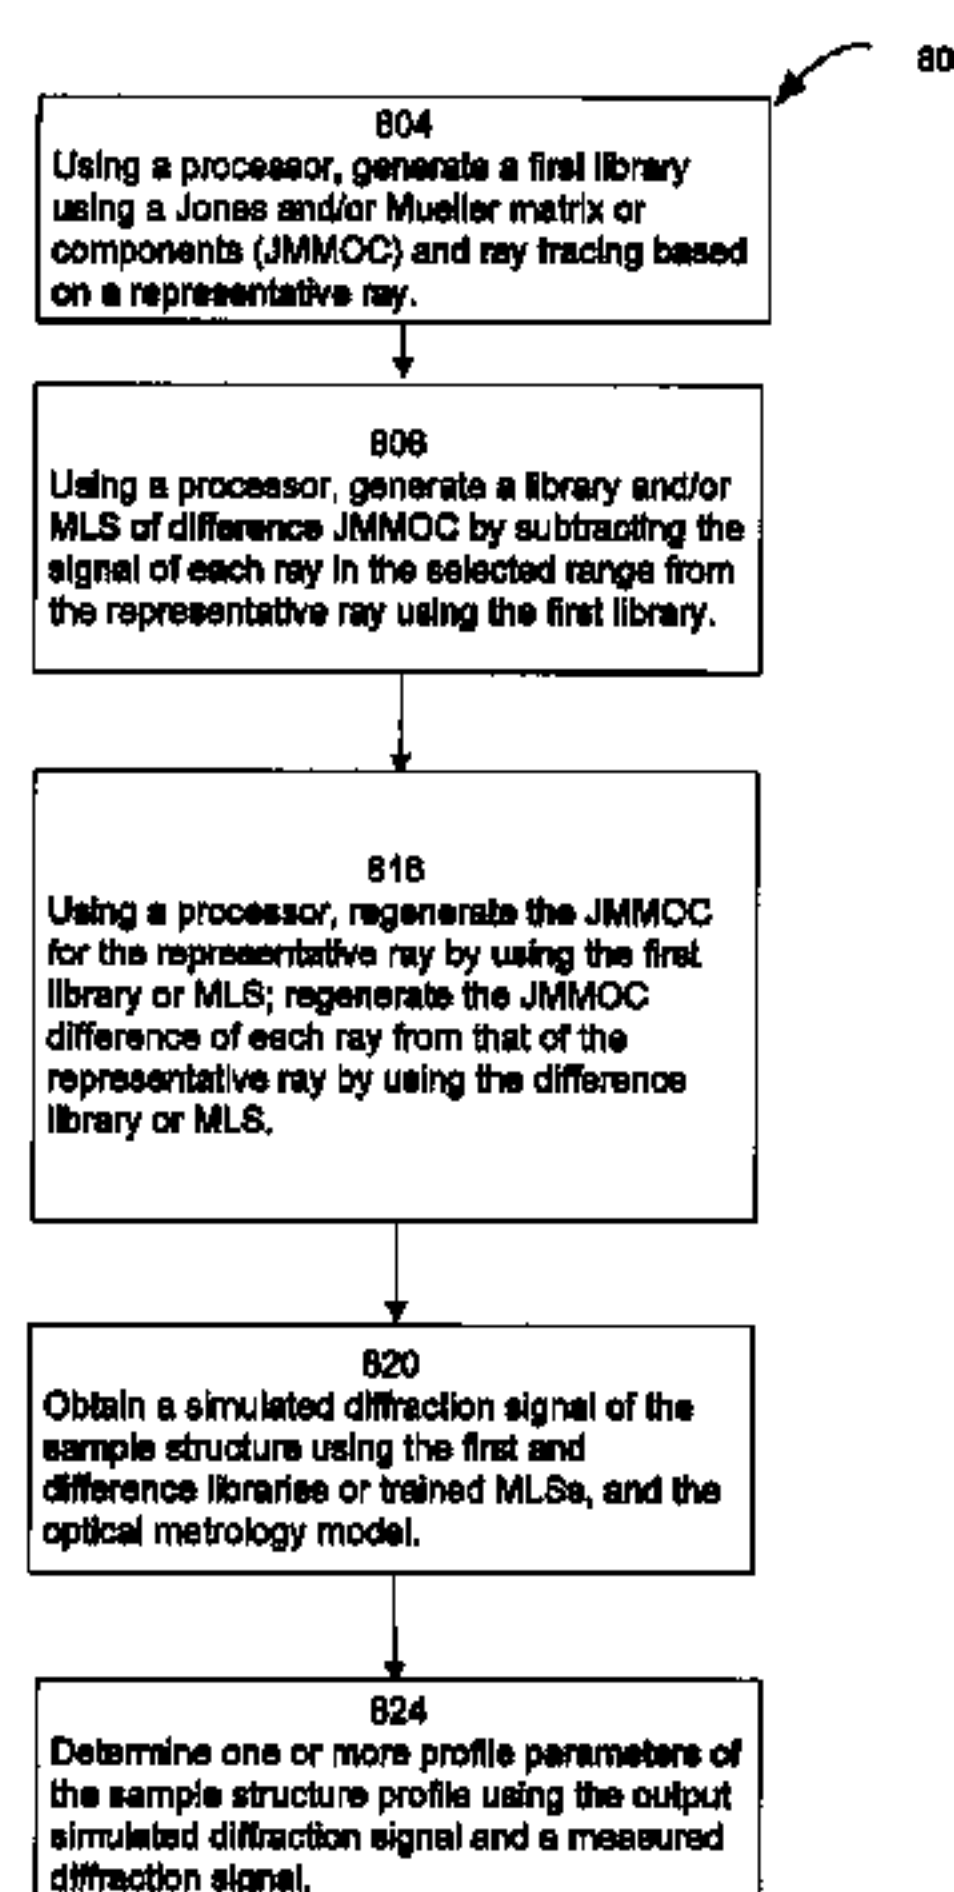 80
804
Using a processor, generate a first library
using a Jones and/or Mueller matrix or
components (JMMOC) and ray tracing based
on a representative ray.
808
Using a processor, generate a library and/or
MLS of difference JMMOC by subtracting the
signal of each ray in the selected range from
the representative ray using the first library.
816
Using a processor, regenerate the JMMOC
for the representative ray by using the first
library or MLS; regenerate the JMMOC
difference of each ray from that of the
representative ray by using the difference
library or MLS.
820
Obtain a simulated diffraction signal of the
sample structure using the first and
difference libraries or trained MLSs, and the
optical metrology model.
824
Determine one or more profile parameters of
the sample structure profile using the output
simulated diffraction signal and a measured
diffraction signal.